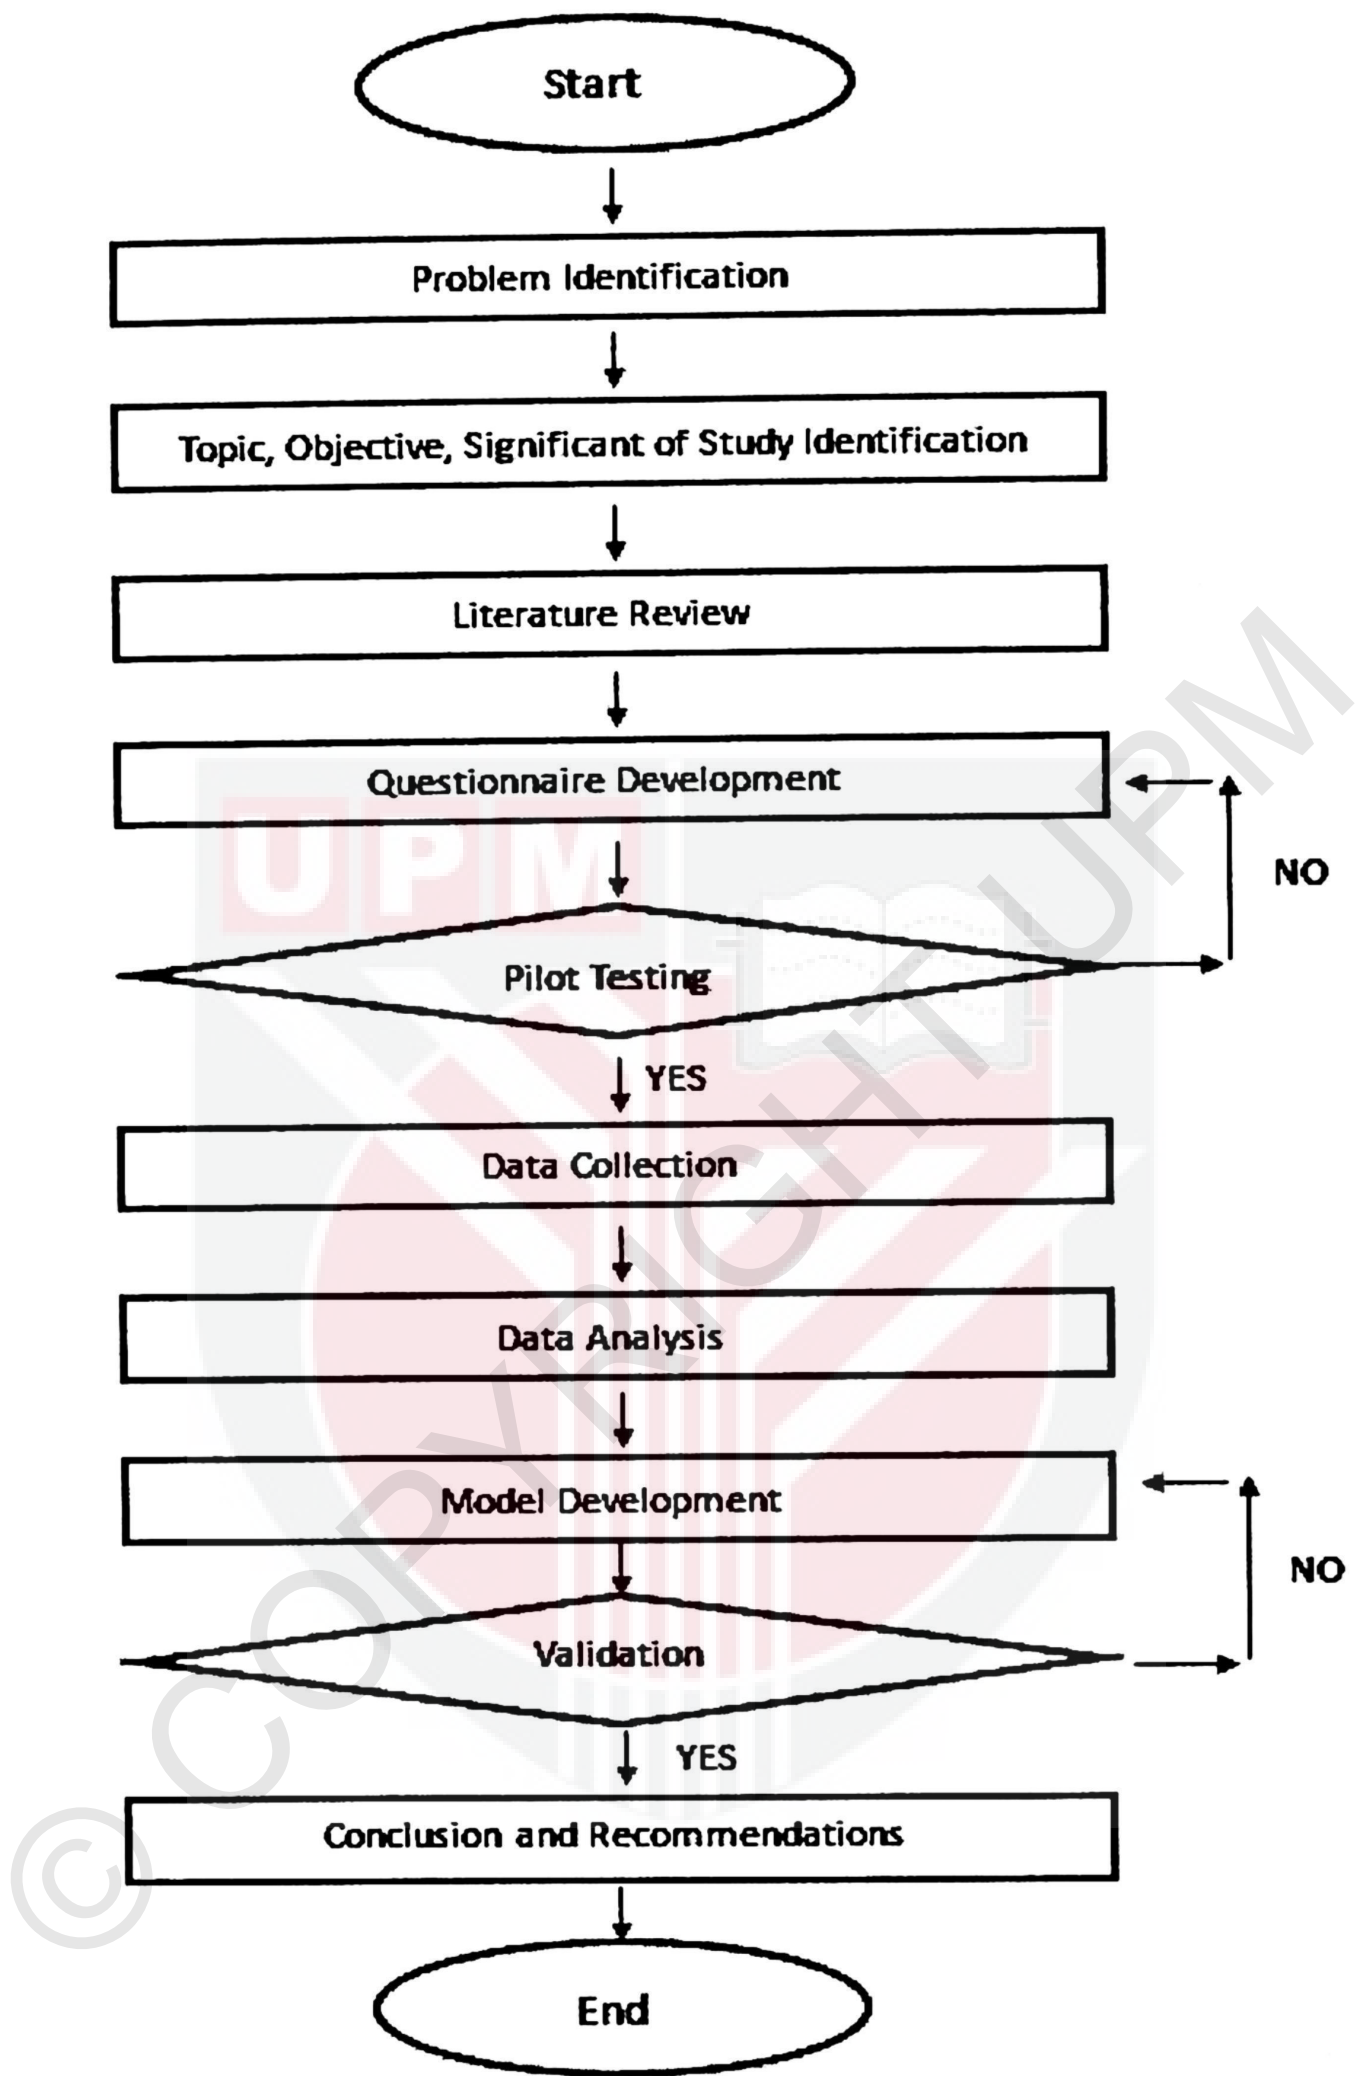 Start
Problem Identification
Topic, Objective, Significant of Study Identification
Literature Review
Questionnaire Development
UPM
NO
Pilot Testing
YES
Data Collection
Data Analysis
Model Development
NO
Validation
YES
Conclusion and Recommendations
End
© COPYRIGHT UPM